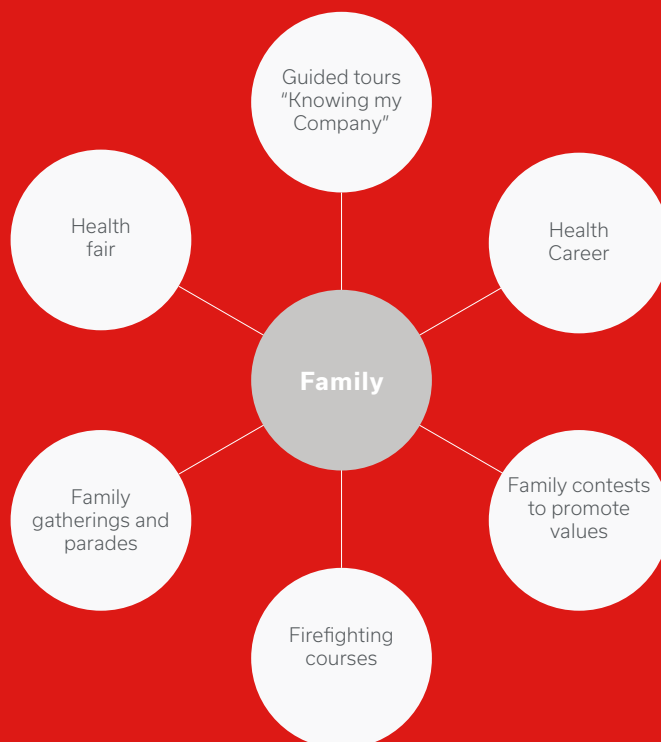 Guided tours
“Knowing my
Company”
Health
fair
Health
Career
Family
Family
gatherings and
parades
Family contests
to promote
values
Firefighting
courses